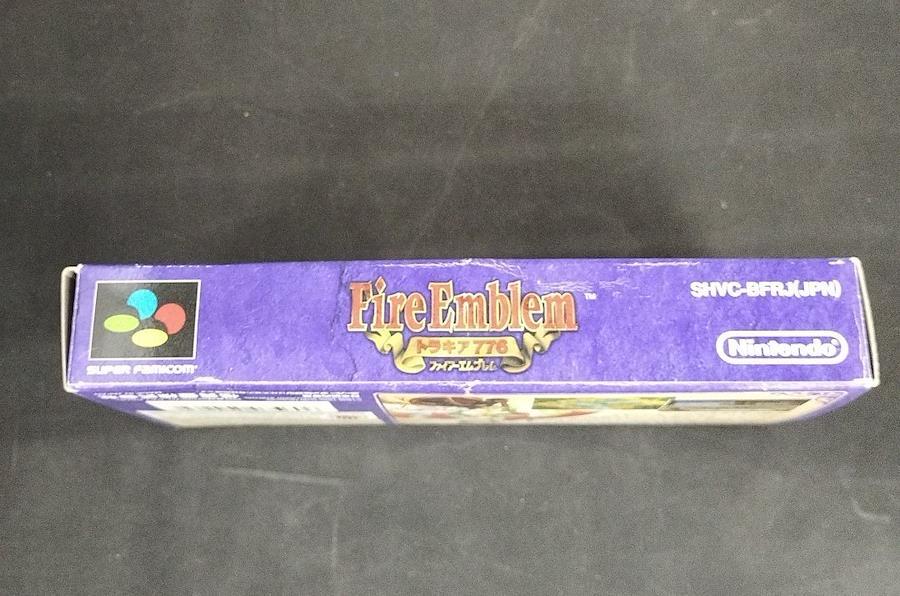 SUPER FAMICOM
Fire Emblem™
トラキア776
ファイアーエムブレム
SHVC-BFRJ(JPN)
Nintendo®